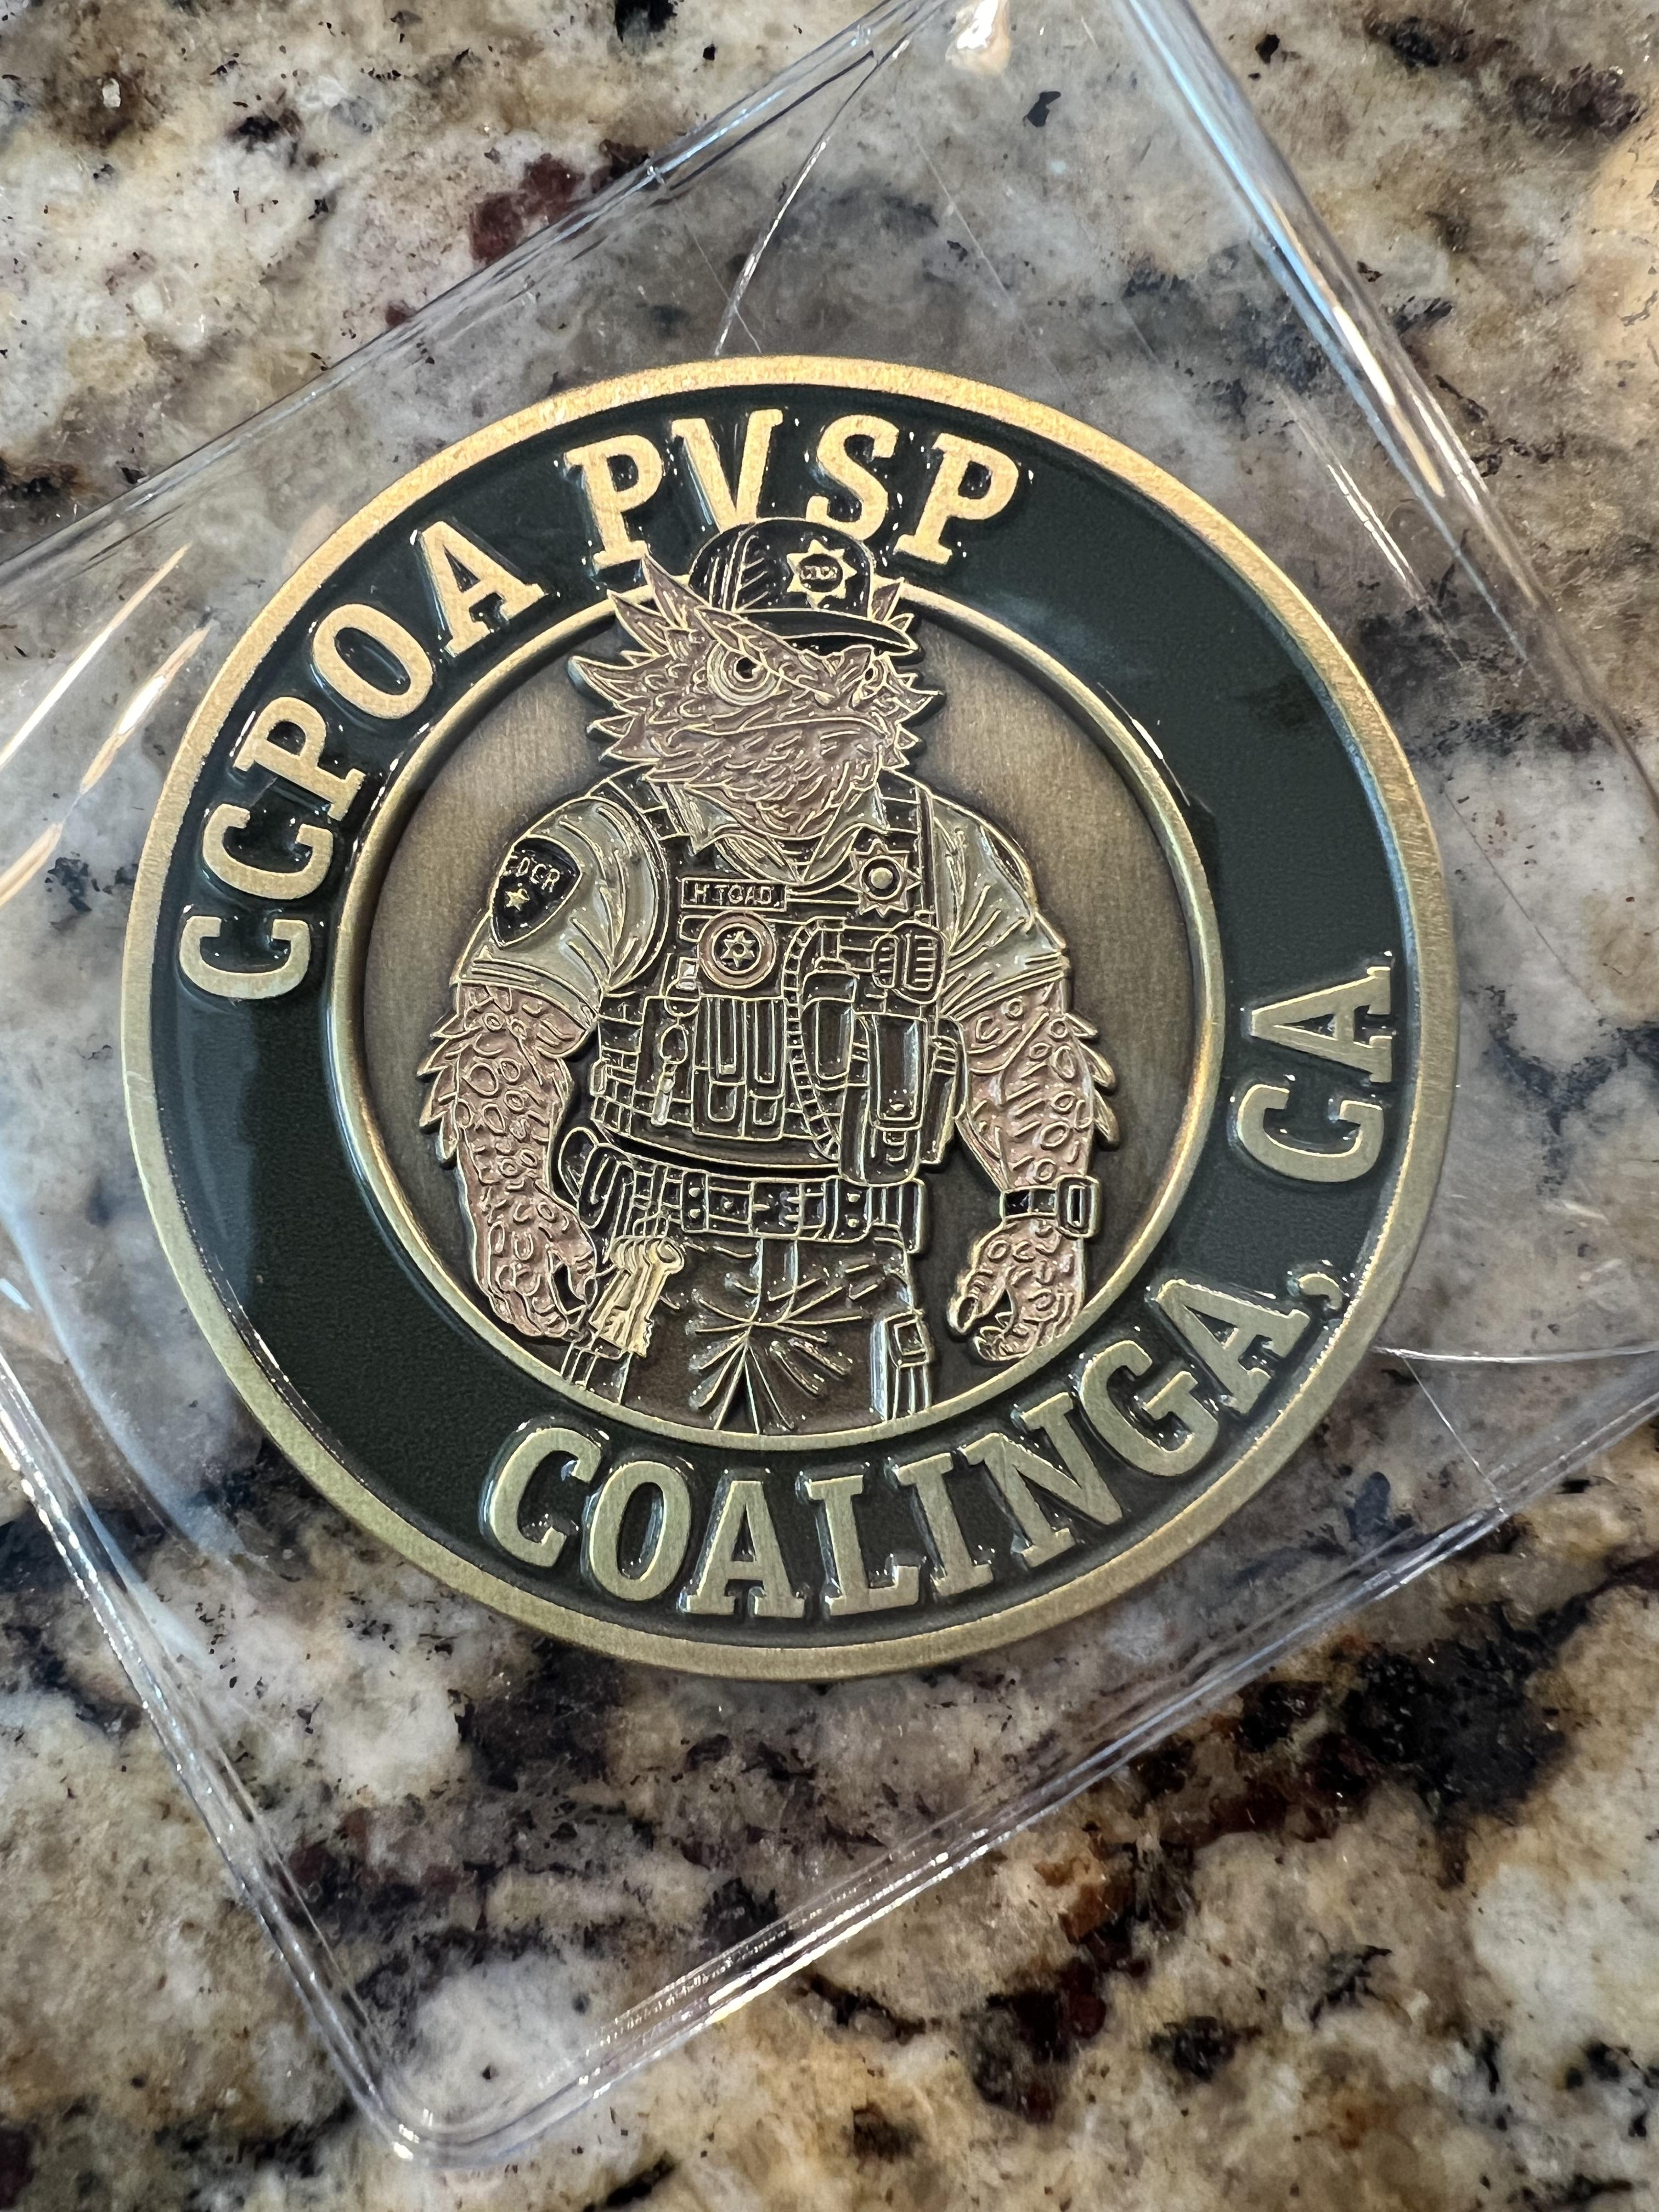 CCPOA PVSP
CDCR
H TOAD
COALINGA, CA